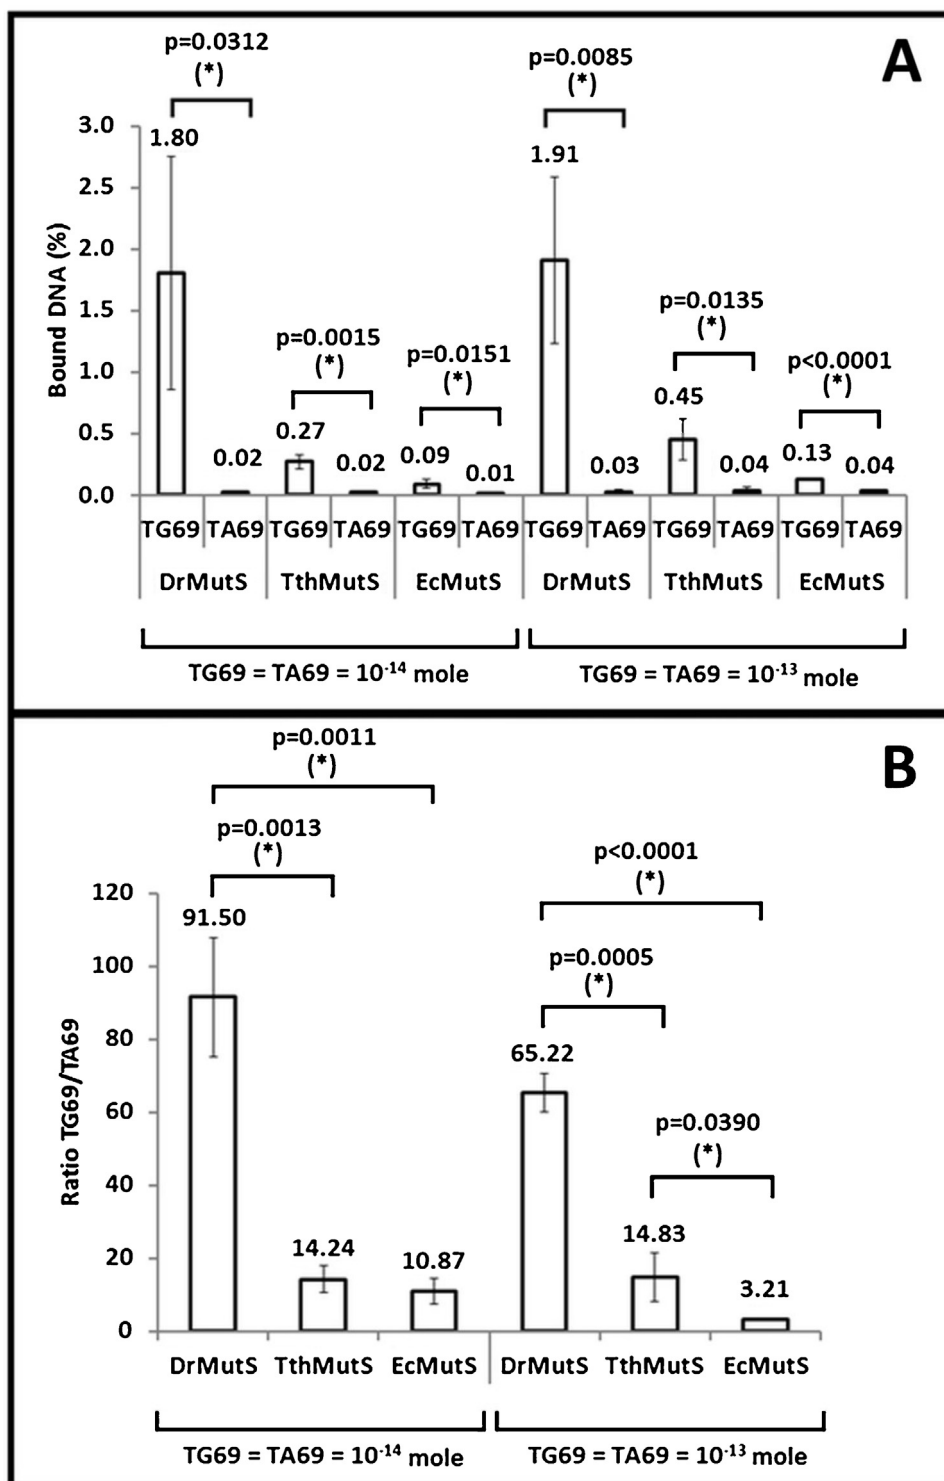 A
p=0.0312
(*)
p=0.0085
(*)
3.0
1.80
1.91
2.5
2.0
1.5
1.0
0.5
0.0
Bound DNA (%)
p=0.0015
(*)
p=0.0151
(*)
p=0.0135
(*)
p<0.0001
(*)
0.02
0.27
0.02
0.09
0.01
0.03
0.45
0.04
0.13
0.04
TG69 TA69 TG69 TA69 TG69 TA69 TG69 TA69 TG69 TA69 TG69 TA69
DrMutS TthMutS EcMutS DrMutS TthMutS EcMutS
TG69 = TA69 = 10⁻¹⁴ mole TG69 = TA69 = 10⁻¹³ mole
B
p=0.0011
(*)
p=0.0013
(*)
p<0.0001
(*)
p=0.0005
(*)
p=0.0390
(*)
120
100
80
60
40
20
0
Ratio TG69/TA69
91.50
14.24
10.87
65.22
14.83
3.21
DrMutS TthMutS EcMutS DrMutS TthMutS EcMutS
TG69 = TA69 = 10⁻¹⁴ mole TG69 = TA69 = 10⁻¹³ mole